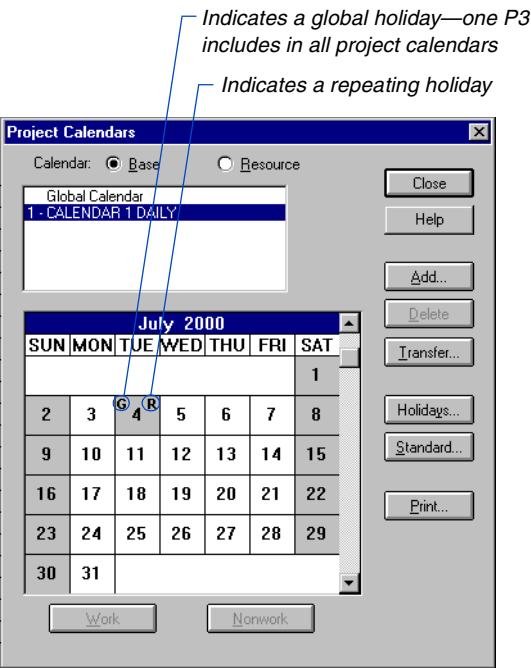 Indicates a global holiday—one P3
includes in all project calendars
Indicates a repeating holiday
Project Calendars
Calendar: Base Resource
Close
Global Calendar
1 - CALENDAR 1 DAILY
Help
Add...
Delete
July 2000
SUN MON TUE WED THU FRI SAT
Transfer...
1
G R
2 3 4 5 6 7 8
Holidays...
9 10 11 12 13 14 15
Standard...
16 17 18 19 20 21 22
Print...
23 24 25 26 27 28 29
30 31
Work Nonwork